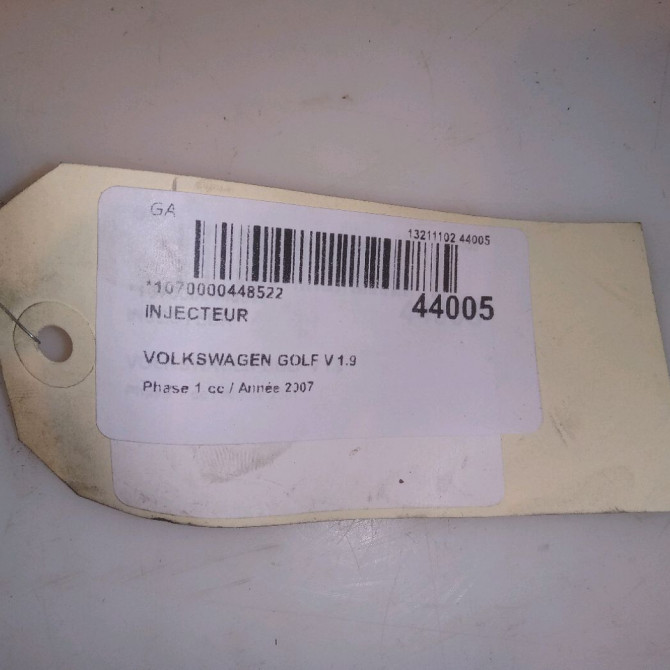 GA
13211102 44005
*1070000448522
44005
INJECTEUR
VOLKSWAGEN GOLF V 1.9
Phase 1 cc / Année 2007